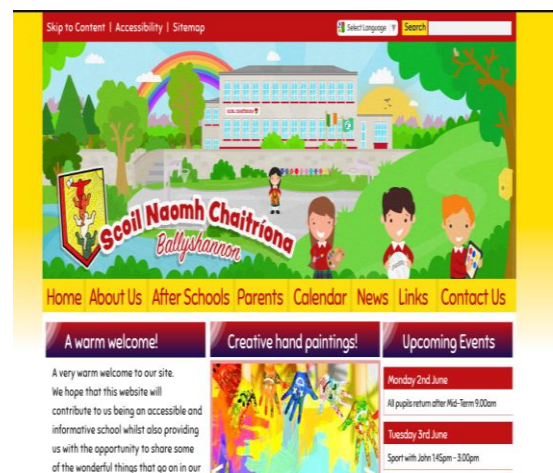 Skip to Content | Accessibility | Sitemap
Select Language
Search
SCOIL CHAITRIONA
Scoil Naomh Chaitríona
Ballyshannon
Home About Us After Schools Parents Calendar News Links Contact Us
A warm welcome!
A very warm welcome to our site.
We hope that this website will
contribute to us being an accessible and
informative school whilst also providing
us with the opportunity to share some
of the wonderful things that go on in our
Creative hand paintings!
Upcoming Events
Monday 2nd June
All pupils return after Mid-Term 9.00am
Tuesday 3rd June
Sport with John 1:45pm - 3:00pm